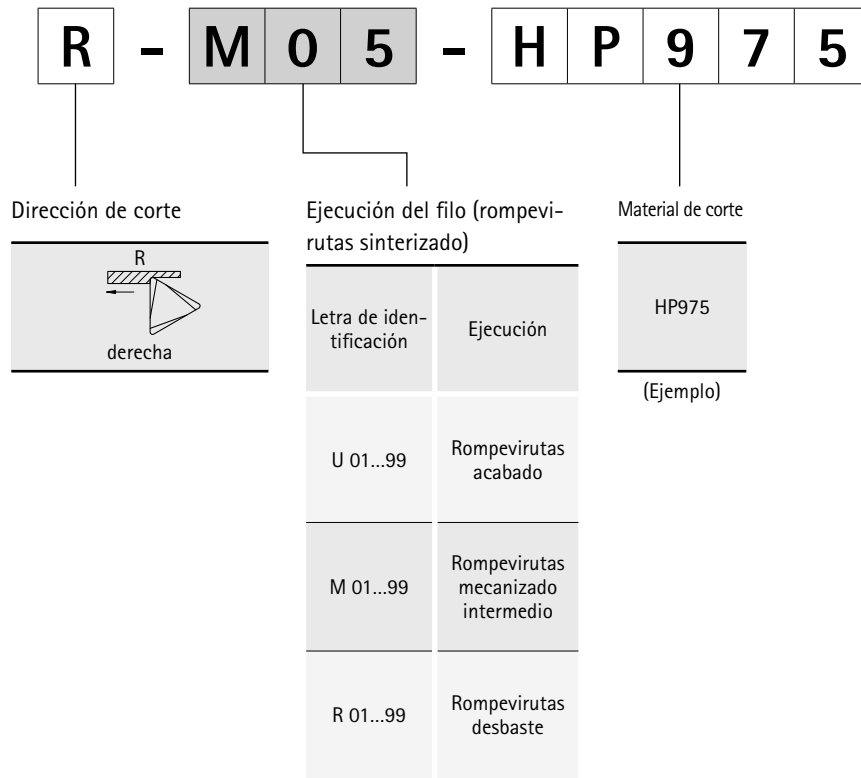 R - M 0 5 - H P 9 7 5
Dirección de corte
R
derecha
Ejecución del filo (rompevi-
rutas sinterizado)
Letra de iden-
tificación
Ejecución
U 01...99
Rompevirutas
acabado
M 01...99
Rompevirutas
mecanizado
intermedio
R 01...99
Rompevirutas
desbaste
Material de corte
HP975
(Ejemplo)